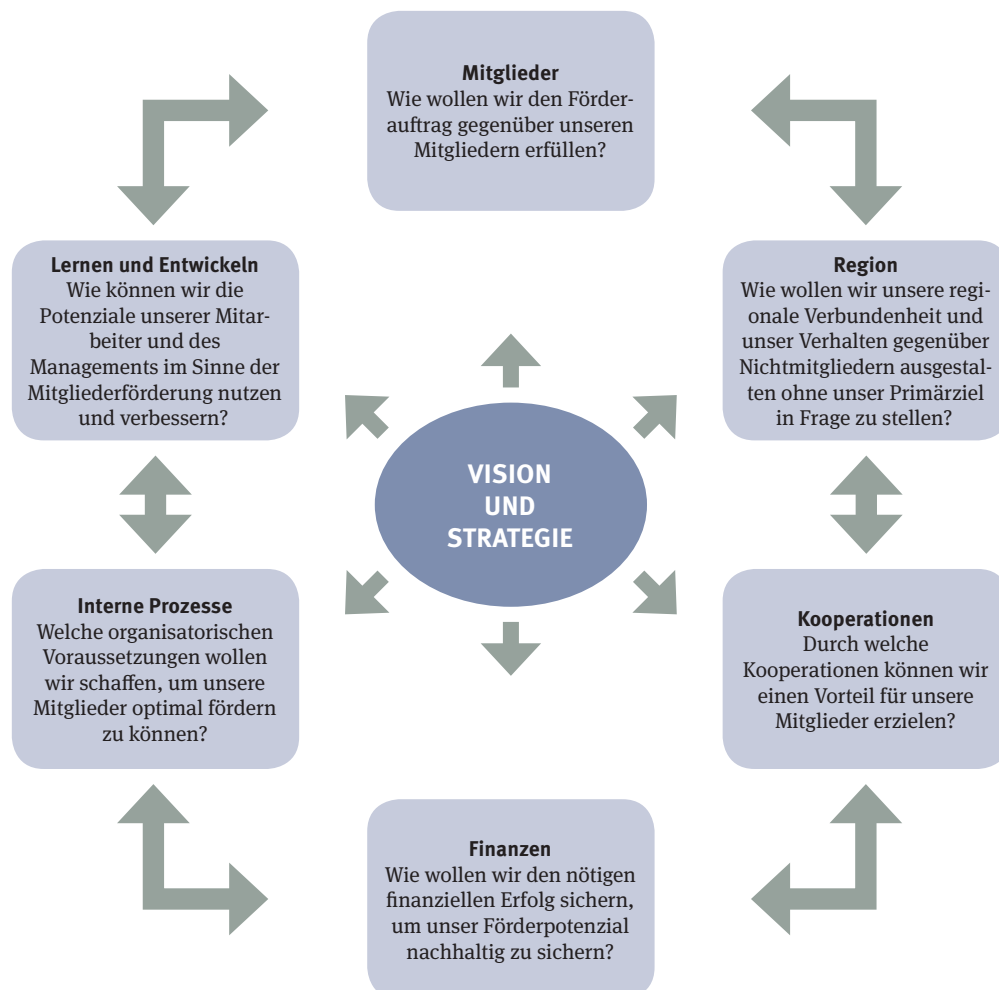 Mitglieder
Wie wollen wir den Förder-
auftrag gegenüber unseren
Mitgliedern erfüllen?
Lernen und Entwickeln
Wie können wir die
Potenziale unserer Mitar-
beiter und des
Managements im Sinne der
Mitgliederförderung nutzen
und verbessern?
Region
Wie wollen wir unsere regi-
onale Verbundenheit und
unser Verhalten gegenüber
Nichtmitgliedern ausgestal-
ten ohne unser Primärziel
in Frage zu stellen?
VISION
UND
STRATEGIE
Interne Prozesse
Welche organisatorischen
Voraussetzungen wollen
wir schaffen, um unsere
Mitglieder optimal fördern
zu können?
Kooperationen
Durch welche
Kooperationen können wir
einen Vorteil für unsere
Mitglieder erzielen?
Finanzen
Wie wollen wir den nötigen
finanziellen Erfolg sichern,
um unser Förderpotenzial
nachhaltig zu sichern?